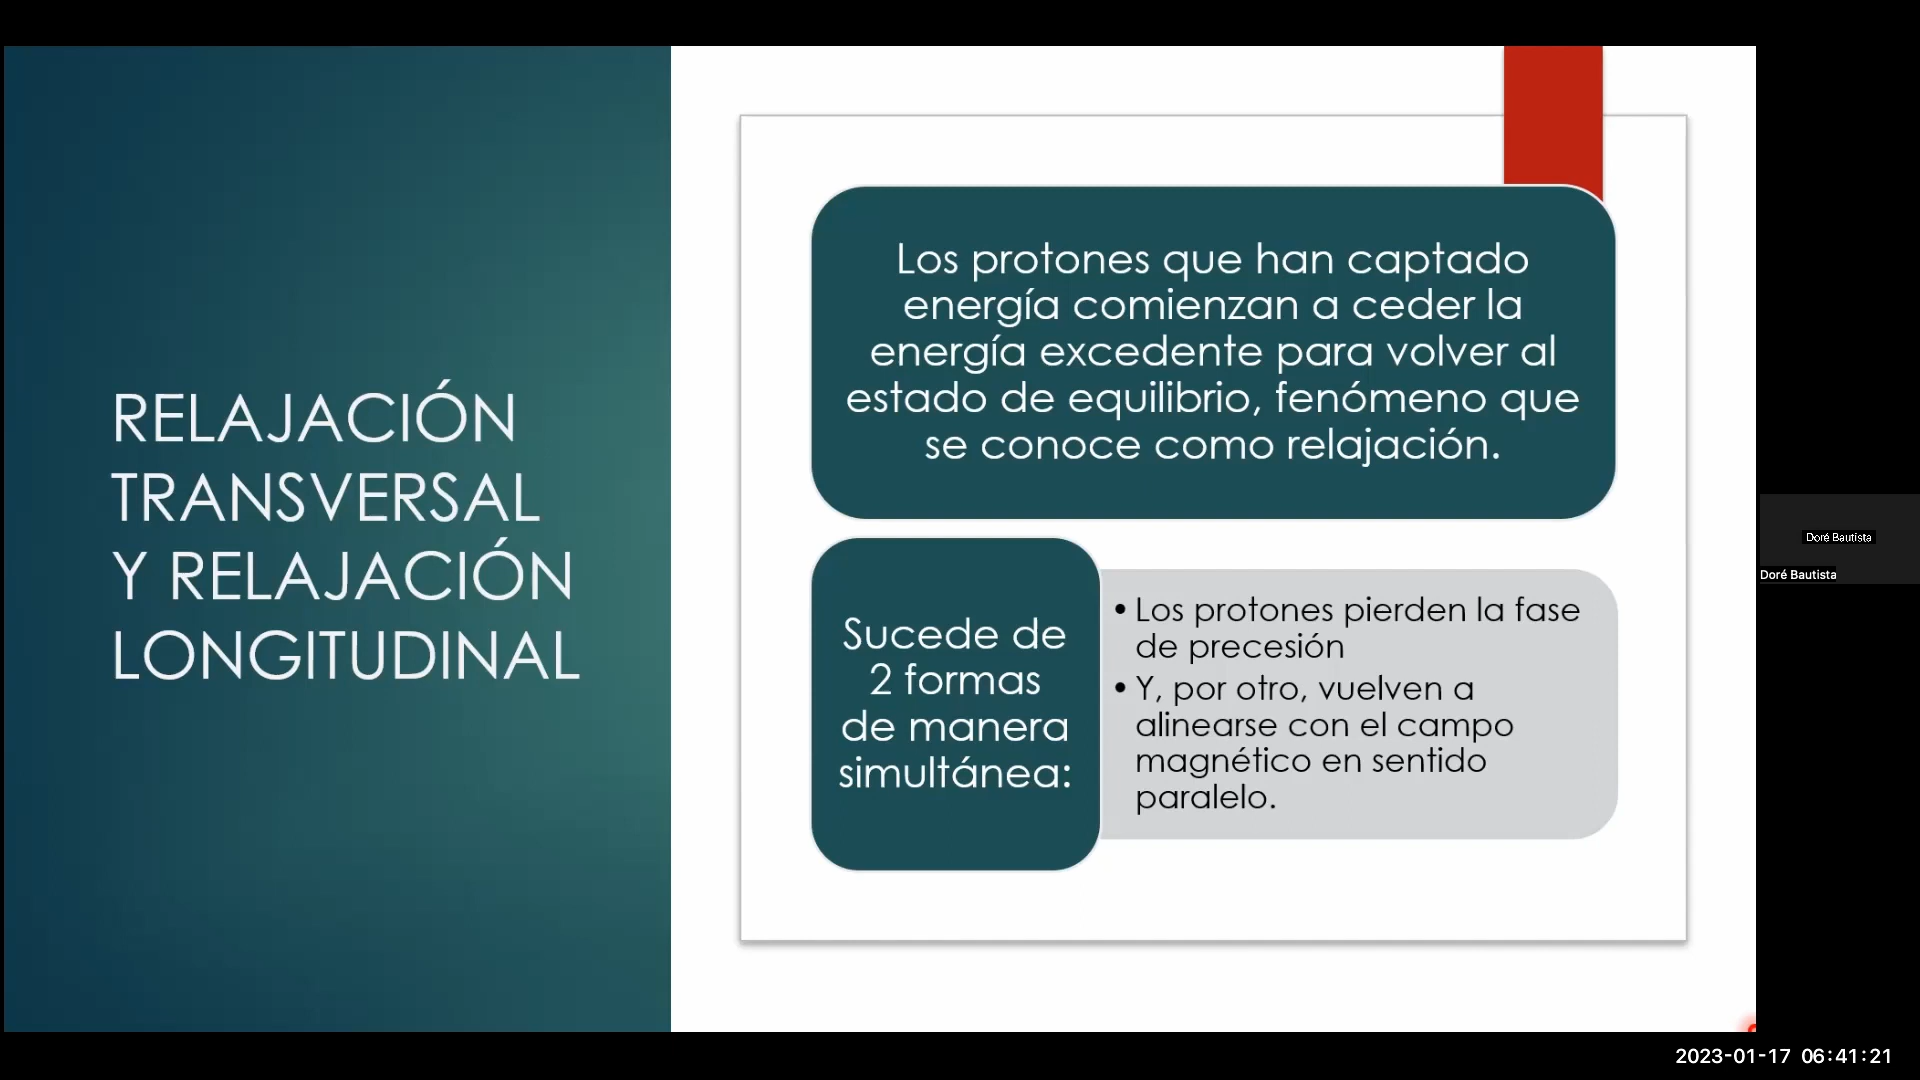 RELAJACIÓN
TRANSVERSAL
Y RELAJACIÓN
LONGITUDINAL
Los protones que han captado
energía comienzan a ceder la
energía excedente para volver al
estado de equilibrio, fenómeno que
se conoce como relajación.
Sucede de
2 formas
de manera
simultánea:
• Los protones pierden la fase
de precesión
• Y, por otro, vuelven a
alinearse con el campo
magnético en sentido
paralelo.
Doré Bautista
Doré Bautista
2023-01-17 06:41:21